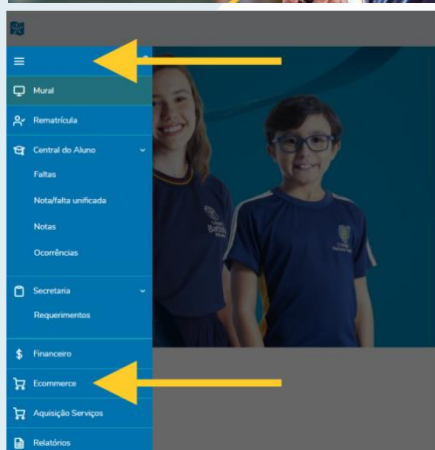 Mural
Rematrícula
Central do Aluno
Faltas
Nota/falta unificada
Notas
Ocorrências
Secretaria
Requerimentos
Financeiro
Ecommerce
Aquisição Serviços
Relatórios